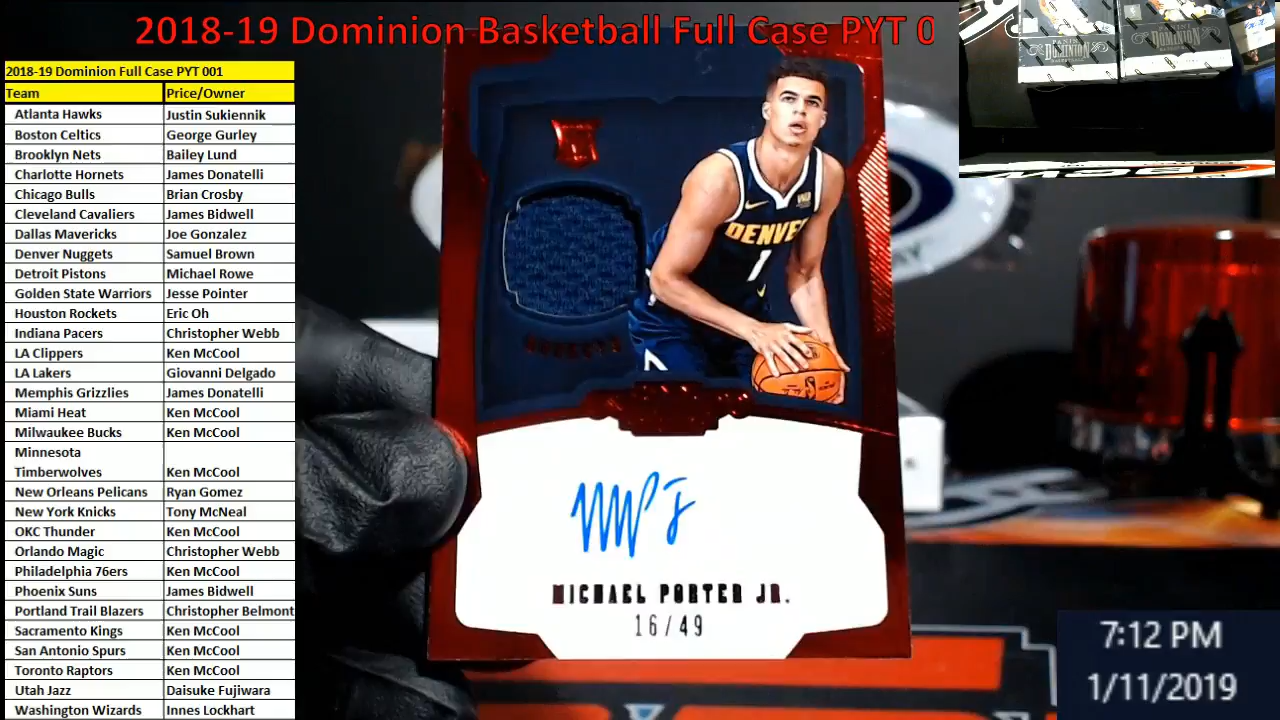 2018-19 Dominion Basketball Full Case PYT 0
2018-19 Dominion Full Case PYT 001
Team Price/Owner
Atlanta Hawks Justin Sukiennik
Boston Celtics George Gurley
Brooklyn Nets Bailey Lund
Charlotte Hornets James Donatelli
Chicago Bulls Brian Crosby
Cleveland Cavaliers James Bidwell
Dallas Mavericks Joe Gonzalez
Denver Nuggets Samuel Brown
Detroit Pistons Michael Rowe
Golden State Warriors Jesse Pointer
Houston Rockets Eric Oh
Indiana Pacers Christopher Webb
LA Clippers Ken McCool
LA Lakers Giovanni Delgado
Memphis Grizzlies James Donatelli
Miami Heat Ken McCool
Milwaukee Bucks Ken McCool
Minnesota
Timberwolves Ken McCool
New Orleans Pelicans Ryan Gomez
New York Knicks Tony McNeal
OKC Thunder Ken McCool
Orlando Magic Christopher Webb
Philadelphia 76ers Ken McCool
Phoenix Suns James Bidwell
Portland Trail Blazers Christopher Belmont
Sacramento Kings Ken McCool
San Antonio Spurs Ken McCool
Toronto Raptors Ken McCool
Utah Jazz Daisuke Fujiwara
Washington Wizards Innes Lockhart
PANINI PANINI
DOMINION DOMINION
BASKETBALL
DENVE
1
MICHAEL PORTER JR.
16/49
7:12 PM
1/11/2019